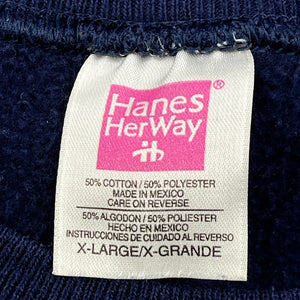 Hanes ®
HerWay
50% COTTON / 50% POLYESTER
MADE IN MEXICO
CARE ON REVERSE
50% ALGODON / 50% POLYESTER
HECHO EN MEXICO
INSTRUCCIONES DE CUIDADO AL REVERSO
X-LARGE/X-GRANDE